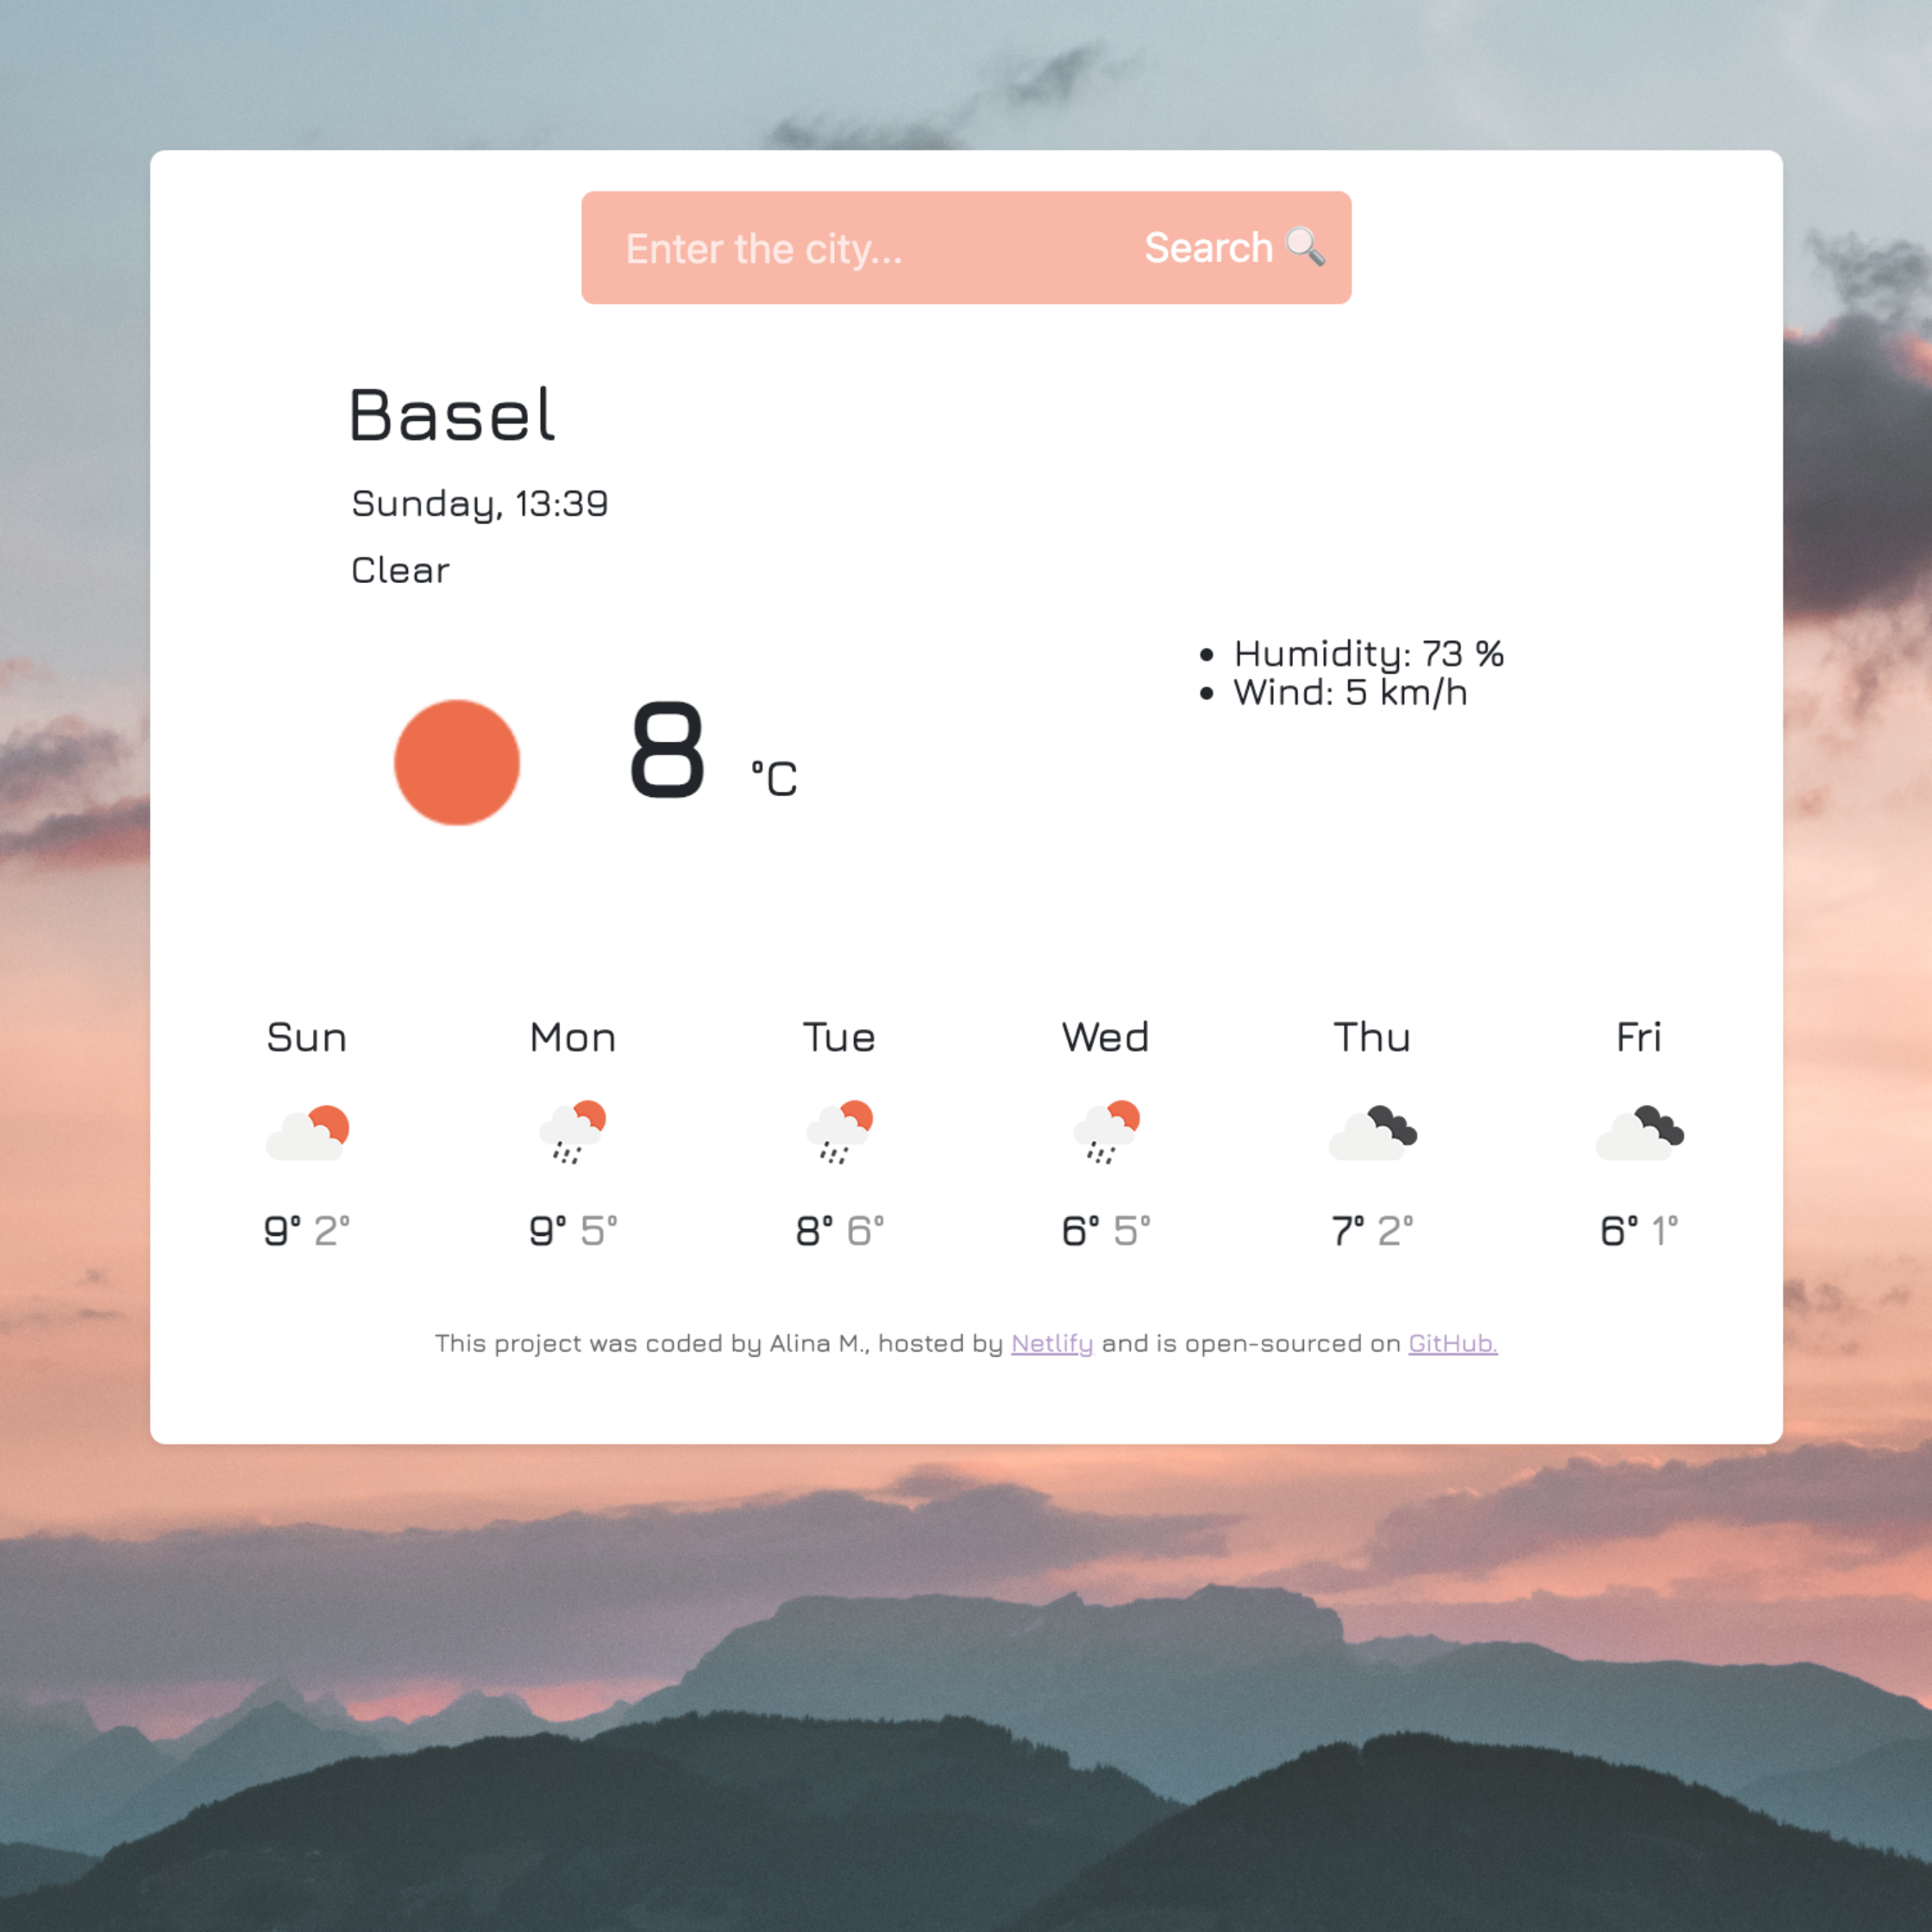 Enter the city...
Search 🔍
Basel
Sunday, 13:39
Clear
• Humidity: 73 %
• Wind: 5 km/h
8 °C
Sun Mon Tue Wed Thu Fri
9° 2° 9° 5° 8° 6° 6° 5° 7° 2° 6° 1°
This project was coded by Alina M., hosted by Netlify and is open-sourced on GitHub.